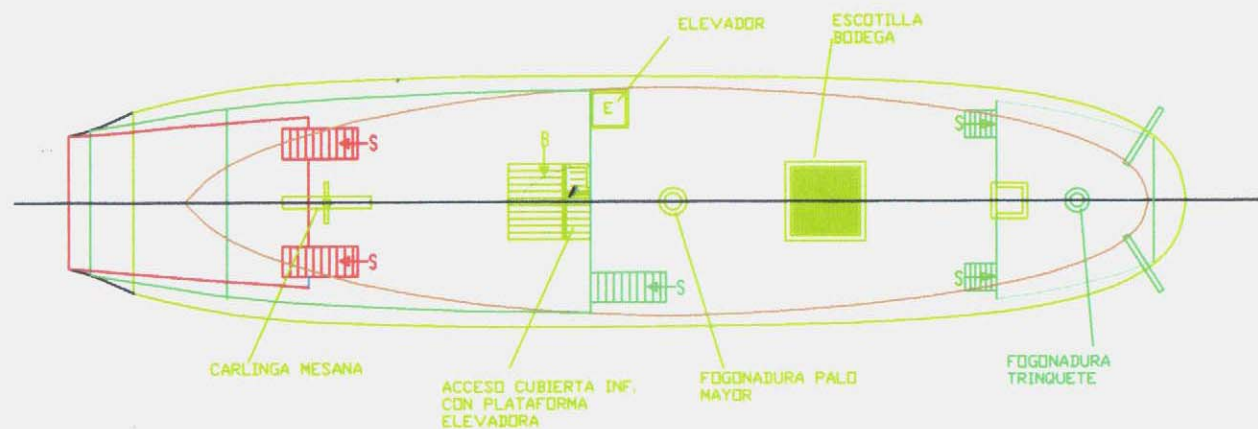 ELEVADOR
ESCOTILLA
BODEGA
E
S
B
S
S
S
S
CARLINGA MESANA
ACCESO CUBIERTA INF.
CON PLATAFORMA
ELEVADORA
FOGONADURA PALO
MAYOR
FOGONADURA
TRINQUETE